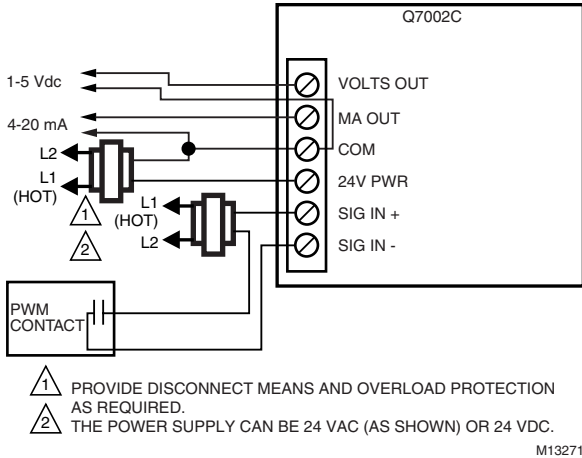 Q7002C
1-5 Vdc
VOLTS OUT
MA OUT
4-20 mA
COM
L2
24V PWR
L1
(HOT)
L1
(HOT)
SIG IN +
1
L2
SIG IN -
2
PWM
CONTACT
1 PROVIDE DISCONNECT MEANS AND OVERLOAD PROTECTION
AS REQUIRED.
2 THE POWER SUPPLY CAN BE 24 VAC (AS SHOWN) OR 24 VDC.
M13271